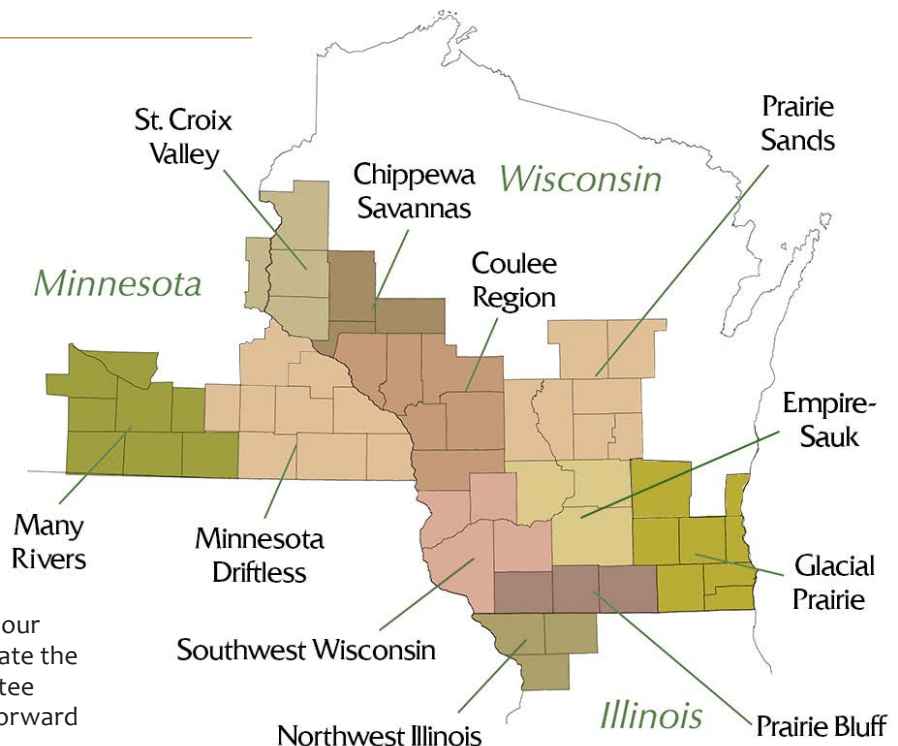 St. Croix
Valley
Chippewa
Savannas
Wisconsin
Prairie
Sands
Minnesota
Coulee
Region
Empire-
Sauk
Many
Rivers
Minnesota
Driftless
Glacial
Prairie
Southwest Wisconsin
Northwest Illinois
Illinois
Prairie Bluff
our
ate the
tee
orward